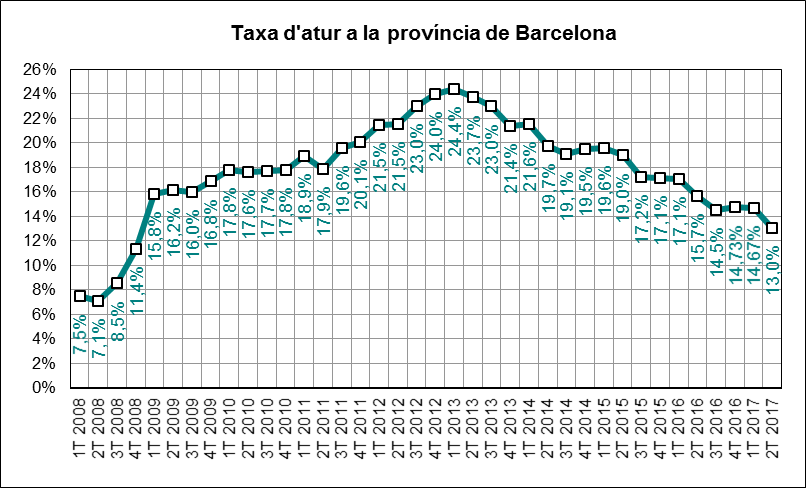 Taxa d'atur a la província de Barcelona
26%
24%
22%
20%
18%
16%
14%
12%
10%
8%
6%
4%
2%
0%
7,5%
7,1%
8,5%
11,4%
15,8%
16,2%
16,0%
16,8%
17,8%
17,6%
17,7%
17,8%
18,9%
17,9%
19,6%
20,1%
21,5%
21,5%
23,0%
24,0%
24,4%
23,7%
23,0%
21,4%
21,6%
19,7%
19,1%
19,5%
19,6%
19,0%
17,2%
17,1%
17,1%
15,7%
14,5%
14,73%
14,67%
13,0%
1T 2008
2T 2008
3T 2008
4T 2008
1T 2009
2T 2009
3T 2009
4T 2009
1T 2010
2T 2010
3T 2010
4T 2010
1T 2011
2T 2011
3T 2011
4T 2011
1T 2012
2T 2012
3T 2012
4T 2012
1T 2013
2T 2013
3T 2013
4T 2013
1T 2014
2T 2014
3T 2014
4T 2014
1T 2015
2T 2015
3T 2015
4T 2015
1T 2016
2T 2016
3T 2016
4T 2016
1T 2017
2T 2017